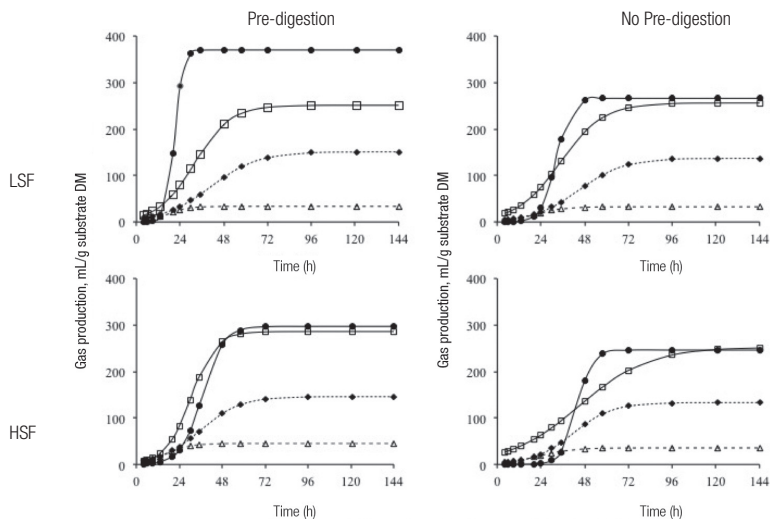 Pre-digestion
No Pre-digestion
LSF
HSF
Gas production, mL/g substrate DM
400
300
200
100
0
0 24 48 72 96 120 144
Time (h)
Gas production, mL/g substrate DM
400
300
200
100
0
0 24 48 72 96 120 144
Time (h)
400
300
200
100
0
0 24 48 72 96 120 144
Time (h)
400
300
200
100
0
0 24 48 72 96 120 144
Time (h)